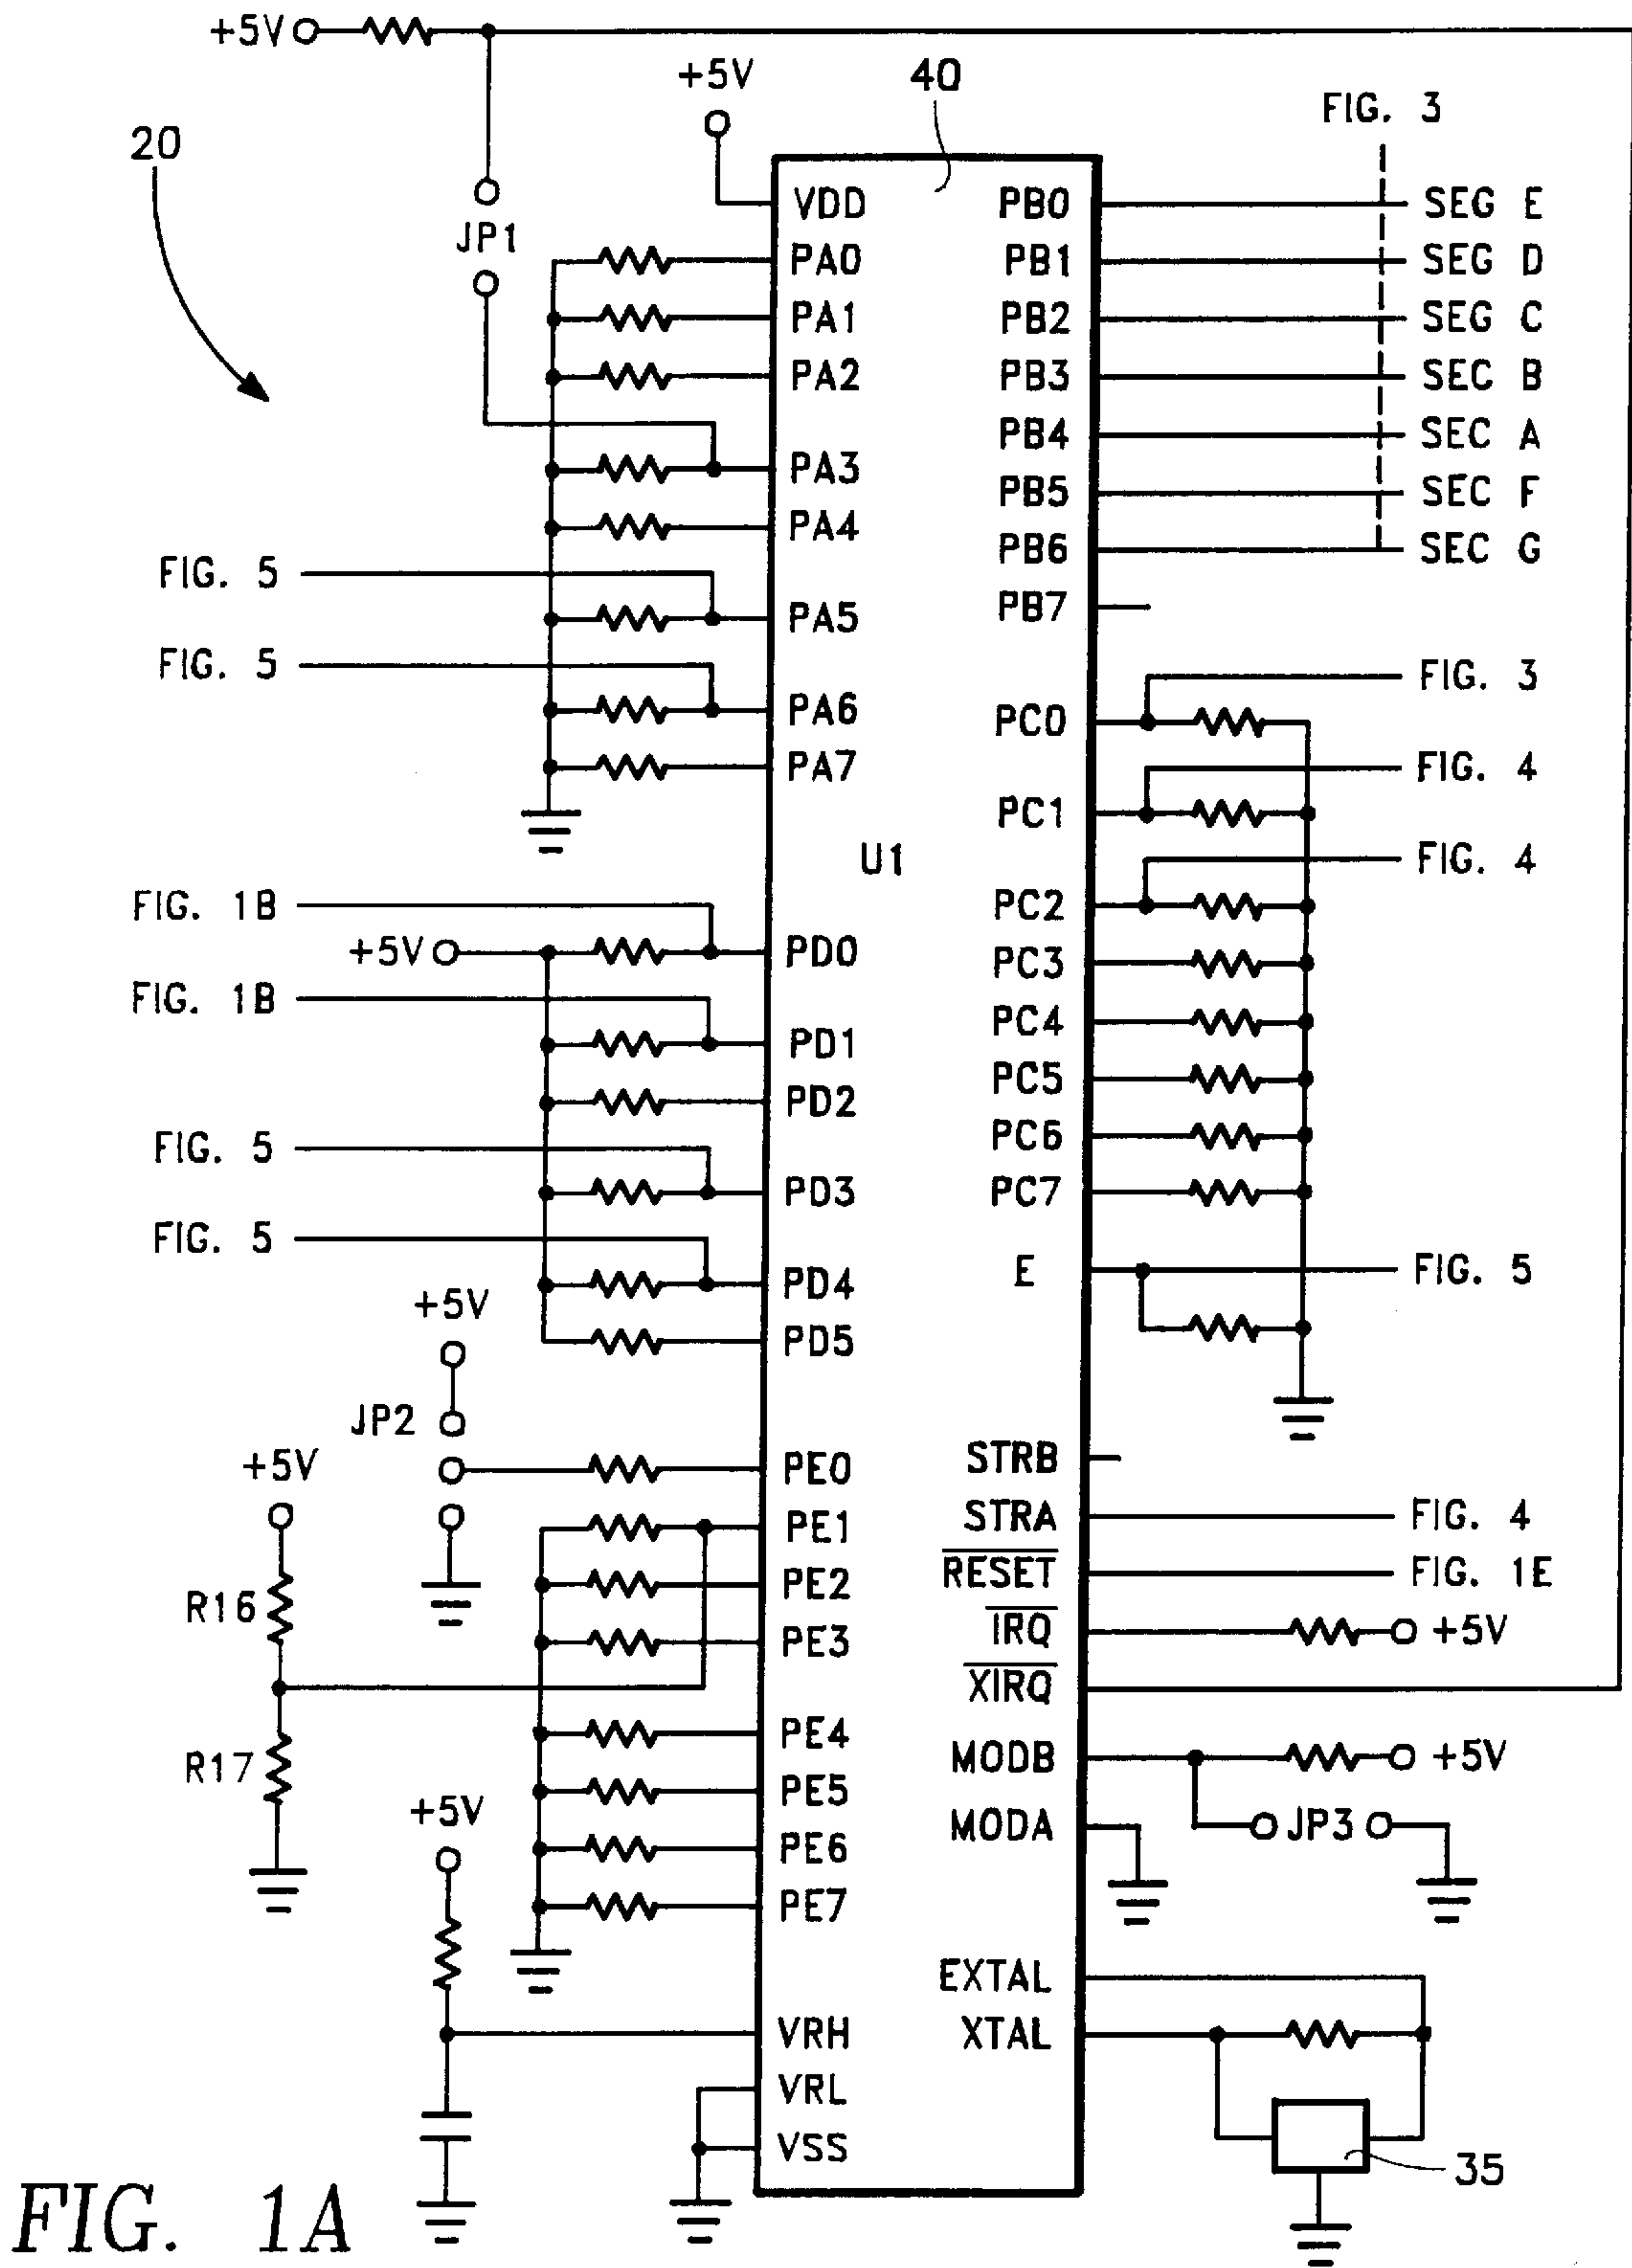 +5V
+5V
40
FIG. 3
20
JP1
VDD
PA0
PA1
PA2
PA3
PA4
FIG. 5
PA5
FIG. 5
PA6
PA7
U1
FIG. 1B
+5V
PD0
FIG. 1B
PD1
PD2
FIG. 5
PD3
FIG. 5
PD4
+5V
PD5
JP2
+5V
PE0
PE1
PE2
R16
PE3
PE4
R17
PE5
+5V
PE6
PE7
VRH
VRL
VSS
PB0 SEG E
PB1 SEG D
PB2 SEG C
PB3 SEC B
PB4 SEC A
PB5 SEC F
PB6 SEC G
PB7
FIG. 3
PC0
FIG. 4
PC1
FIG. 4
PC2
PC3
PC4
PC5
PC6
PC7
E FIG. 5
STRB
STRA FIG. 4
RESET FIG. 1E
IRQ +5V
XIRQ
MODB +5V
MODA JP3
EXTAL
XTAL
35
FIG. 1A